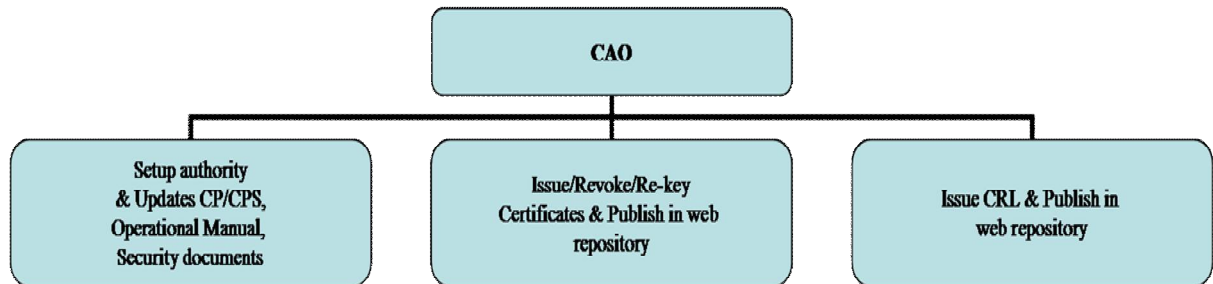 CAO
Setup authority
& Updates CP/CPS,
Operational Manual,
Security documents
Issue/Revoke/Re-key
Certificates & Publish in web
repository
Issue CRL & Publish in
web repository